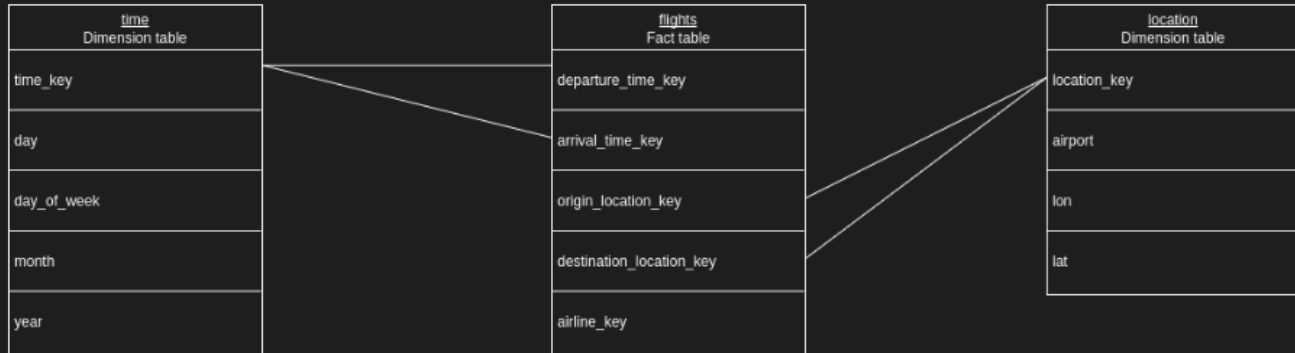 time
Dimension table
time_key
day
day_of_week
month
year
flights
Fact table
departure_time_key
arrival_time_key
origin_location_key
destination_location_key
airline_key
location
Dimension table
location_key
airport
lon
lat